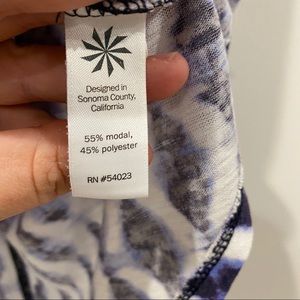 Designed in
Sonoma County,
California
55% modal,
45% polyester
RN #54023